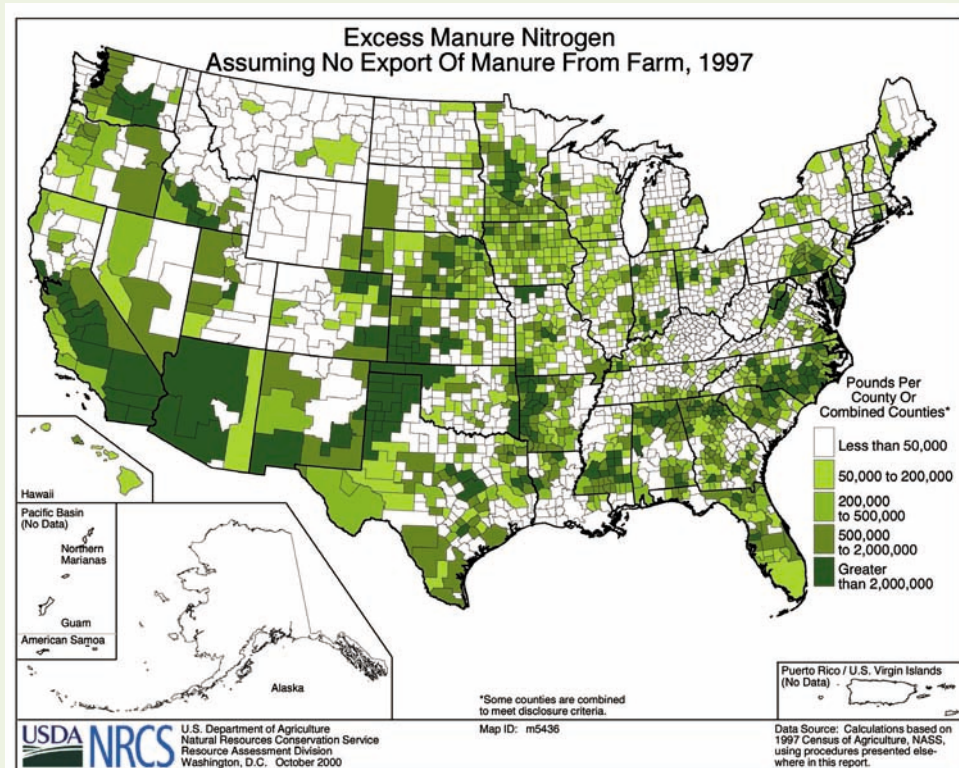 Excess Manure Nitrogen
Assuming No Export Of Manure From Farm, 1997
Pounds Per
County Or
Combined Counties*
Less than 50,000
50,000 to 200,000
200,000
to 500,000
500,000
to 2,000,000
Greater
than 2,000,000
Hawaii
Pacific Basin
(No Data)
Northern
Marianas
Guam
American Samoa
Alaska
*Some counties are combined
to meet disclosure criteria.
Puerto Rico / U.S. Virgin Islands
(No Data)
USDA NRCS
U.S. Department of Agriculture
Natural Resources Conservation Service
Resource Assessment Division
Washington, D.C. October 2000
Map ID: m5436
Data Source: Calculations based on
1997 Census of Agriculture, NASS,
using procedures presented else-
where in this report.